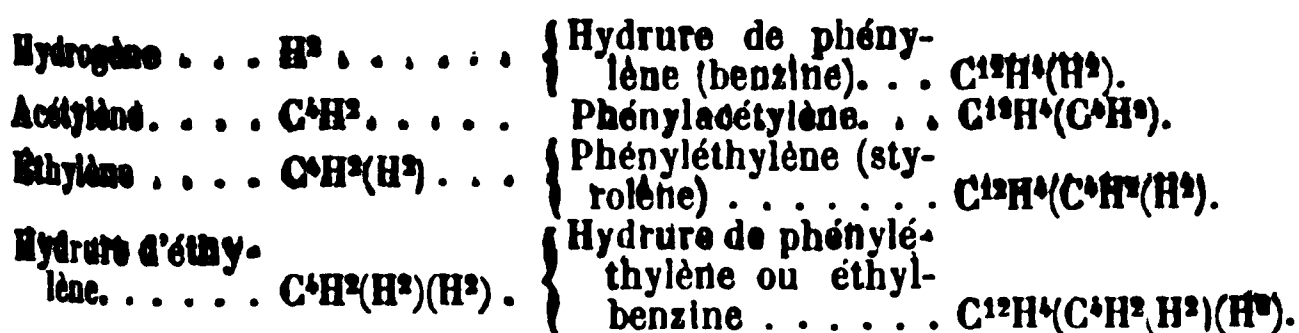 Hydrogène . . . H² . . . . . . { Hydrure de phény-
lène (benzine). . . C¹²H⁴(H²).
Acétylène. . . . C⁴H². . . . . Phénylacétylène. . . C¹²H⁴(C⁴H²).
Éthylène . . . . C⁴H²(H²) . . . { Phényléthylène (sty-
rolène) . . . . . . . C¹²H⁴(C⁴H²(H²).
Hydrure d'éthy-
lène. . . . . . C⁴H²(H²)(H²) . { Hydrure de phénylé-
thylène ou éthyl-
benzine . . . . . . C¹²H⁴(C⁴H²,H²)(H²).